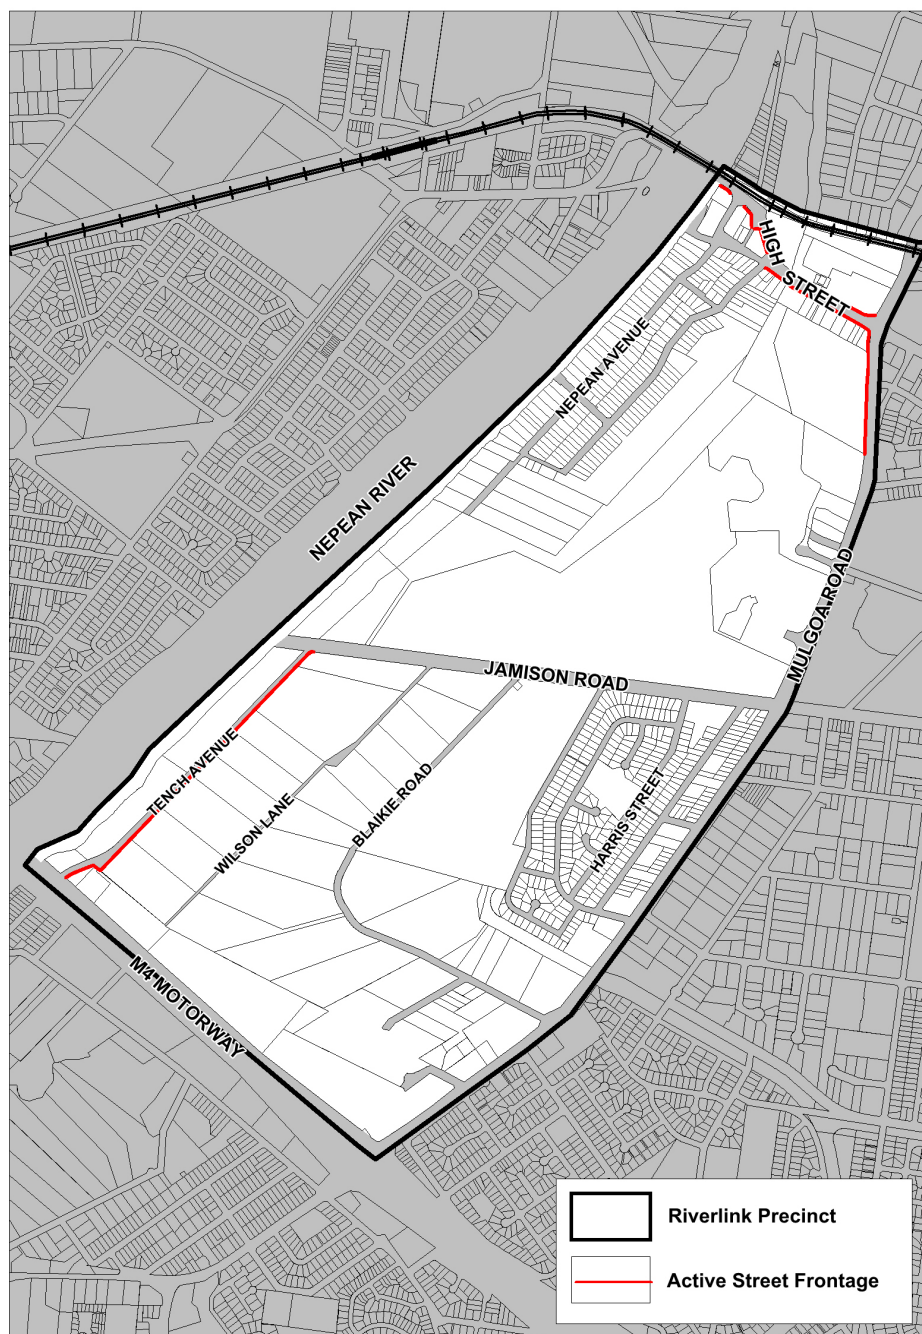 HIGH STREET
NEPEAN AVENUE
NEPEAN RIVER
MULGOA ROAD
JAMISON ROAD
TENCH AVENUE
WILSON LANE
BLAIKIE ROAD
HARRIS STREET
M4 MOTORWAY
Riverlink Precinct
Active Street Frontage